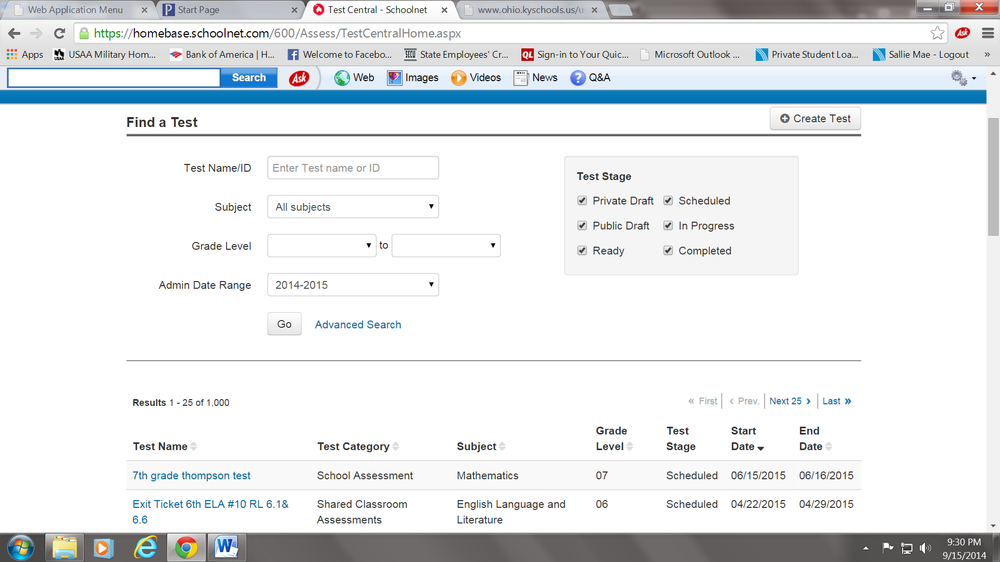 Web Application Menu
Start Page
Test Central - Schoolnet
www.ohio.kyschools.us/u
https://homebase.schoolnet.com/600/Assess/TestCentralHome.aspx
Ask
Apps
USAA
USAA Military Hom...
Bank of America | H...
Welcome to Facebo...
SECU
State Employees' Cr...
QL
Sign-in to Your Quic...
Microsoft Outlook ...
Private Student Loa...
Sallie Mae - Logout
»
Search
Ask
Web
Images
Videos
News
Q&A
Find a Test
Create Test
Test Name/ID
Enter Test name or ID
Subject
All subjects
Grade Level
to
Admin Date Range
2014-2015
Go
Advanced Search
Test Stage
Private Draft
Scheduled
Public Draft
In Progress
Ready
Completed
Results 1 - 25 of 1,000
« First
‹ Prev.
Next 25 ›
Last »
Test Name
Test Category
Subject
Grade
Level
Test
Stage
Start
Date
End
Date
7th grade thompson test
School Assessment
Mathematics
07
Scheduled
06/15/2015
06/16/2015
Exit Ticket 6th ELA #10 RL 6.1&
6.6
Shared Classroom
Assessments
English Language and
Literature
06
Scheduled
04/22/2015
04/29/2015
9:30 PM
9/15/2014